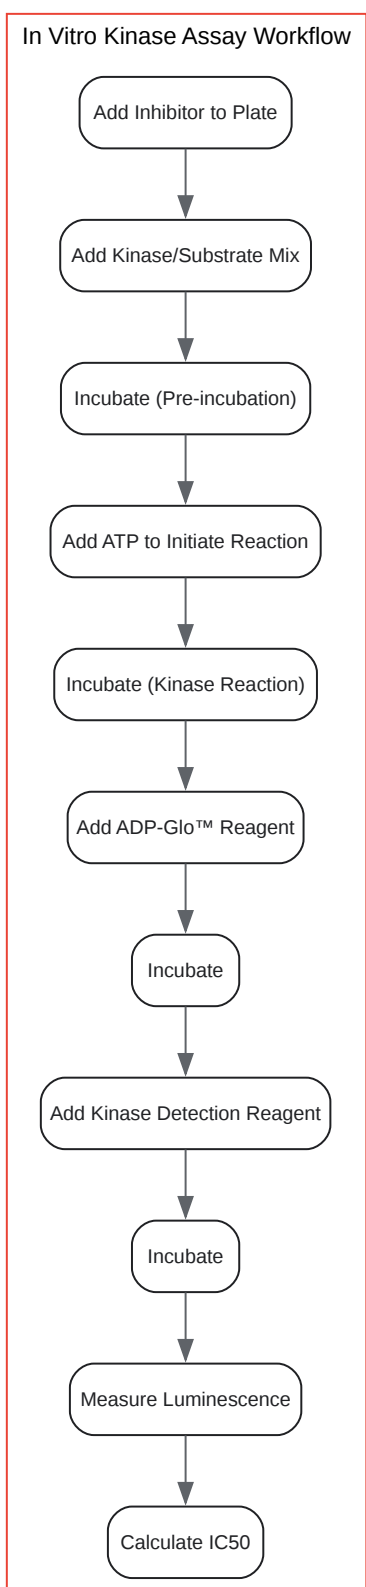 In Vitro Kinase Assay Workflow
Add Inhibitor to Plate
Add Kinase/Substrate Mix
Incubate (Pre-incubation)
Add ATP to Initiate Reaction
Incubate (Kinase Reaction)
Add ADP-Glo™ Reagent
Incubate
Add Kinase Detection Reagent
Incubate
Measure Luminescence
Calculate IC50